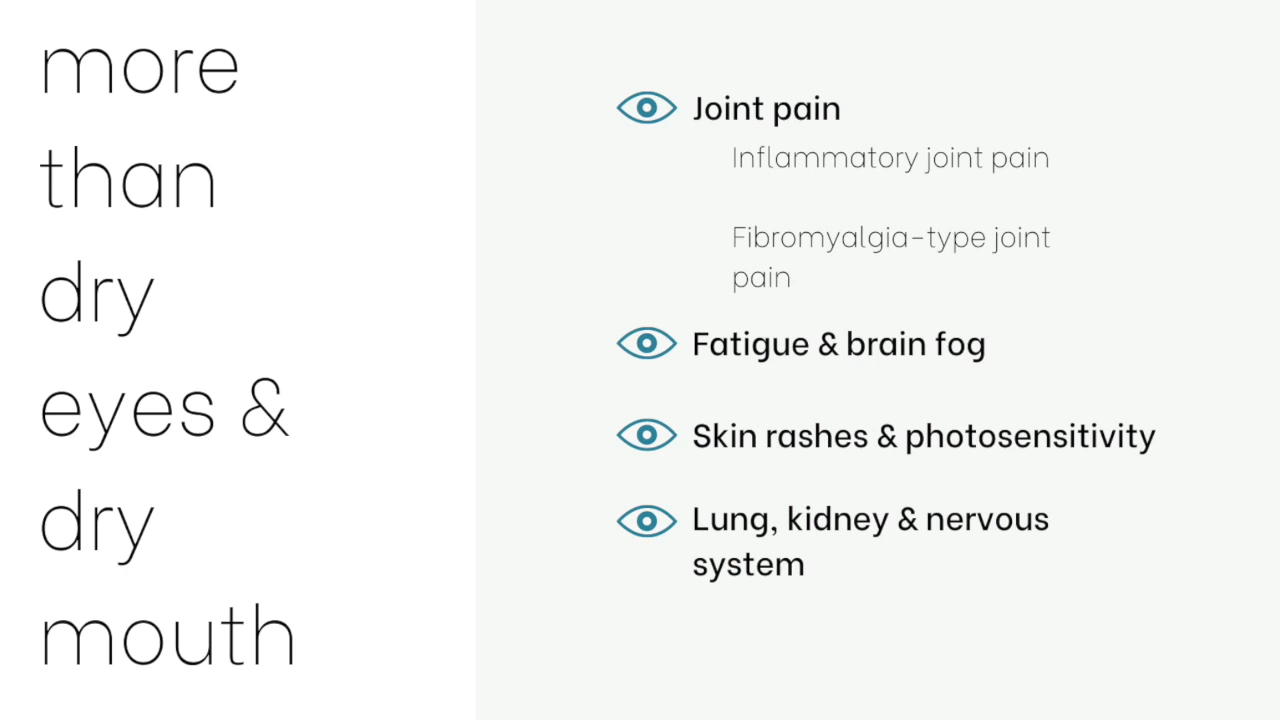 more
than
dry
eyes &
dry
mouth
Joint pain
Inflammatory joint pain
Fibromyalgia-type joint
pain
Fatigue & brain fog
Skin rashes & photosensitivity
Lung, kidney & nervous
system